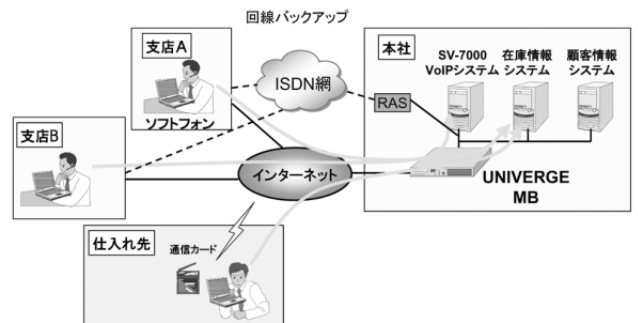 回線バックアップ
支店A
ソフトフォン
ISDN網
本社
SV-7000
VoIPシステム
在庫情報
システム
顧客情報
システム
RAS
支店B
インターネット
UNIVERGE
MB
仕入れ先
通信カード